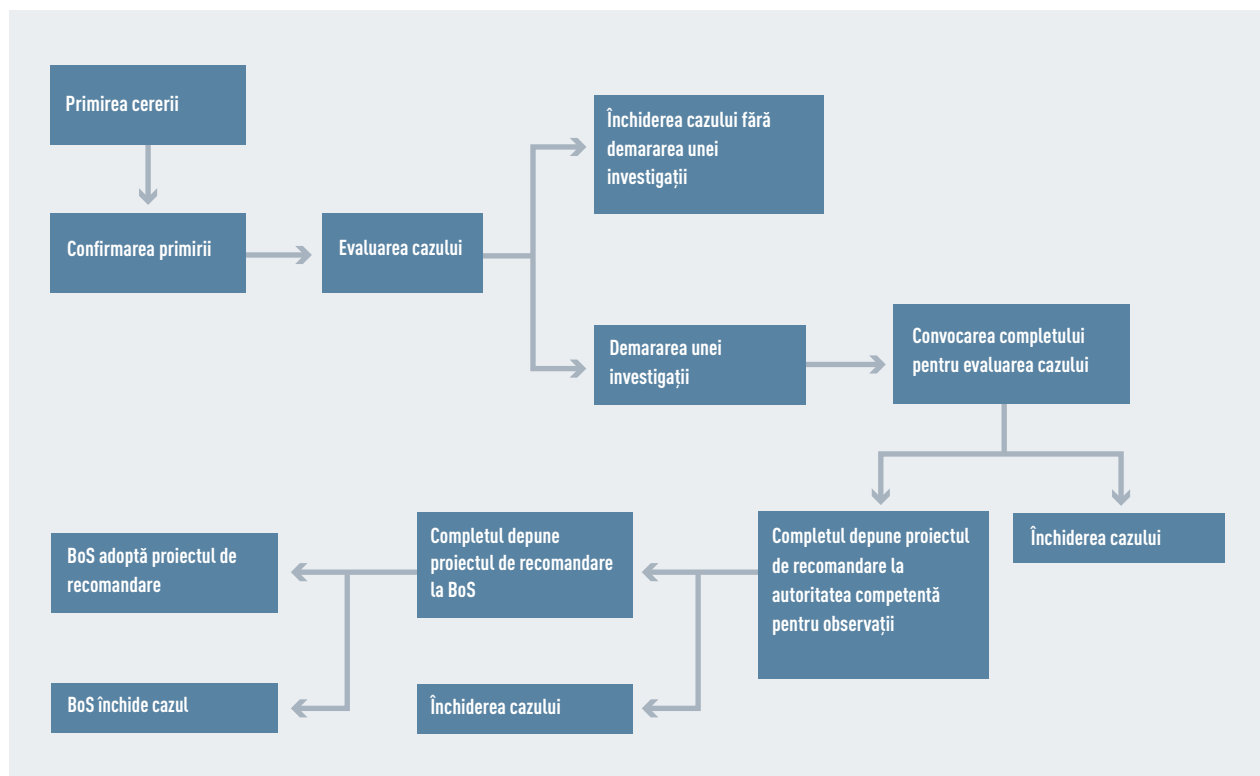 Primirea cererii
Confirmarea primirii
Evaluarea cazului
Închiderea cazului fără
demararea unei
investigații
Demararea unei
investigații
Convocarea completului
pentru evaluarea cazului
Închiderea cazului
Completul depune proiectul
de recomandare la
autoritatea competentă
pentru observații
Completul depune
proiectul de recomandare
la BoS
Închiderea cazului
BoS adoptă proiectul de
recomandare
BoS închide cazul